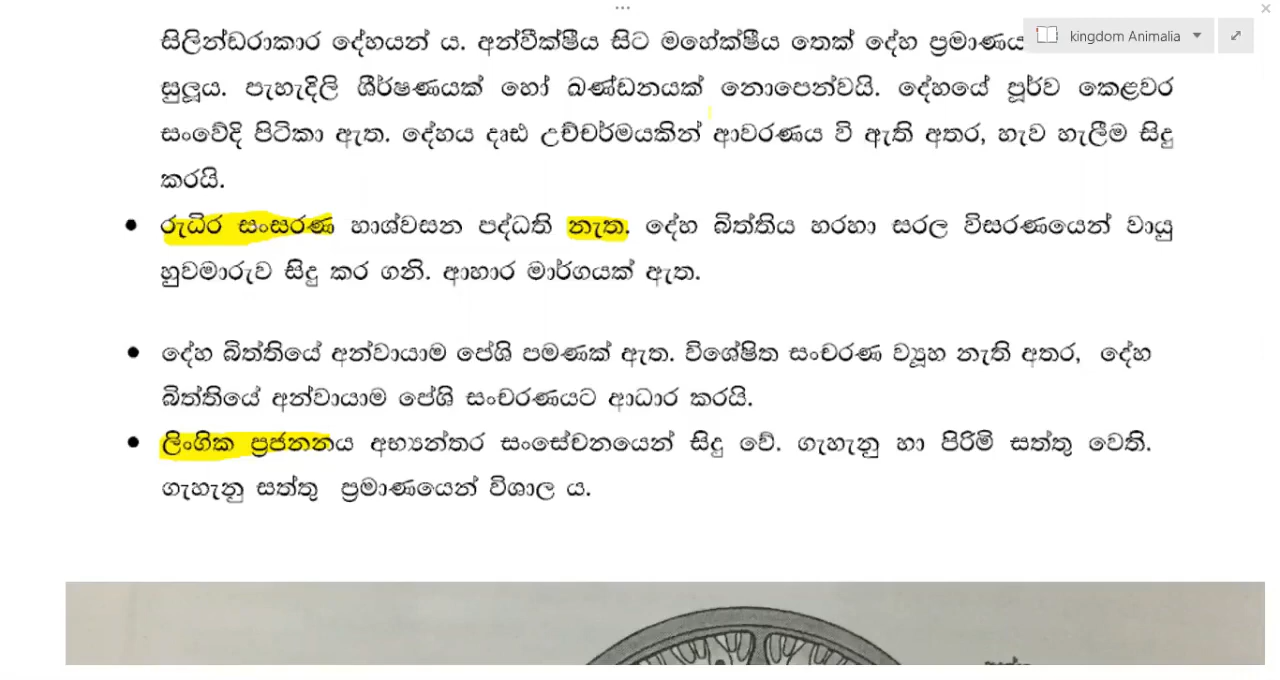 සිලින්ඩරාකාර දේහයන් ය. අන්වීක්ෂීය සිට මහේක්ෂීය තෙක් දේහ ප්‍රමාණය
kingdom Animalia
සුලූය. පැහැදිලි ශීර්ෂණයක් හෝ ඛණ්ඩනයක් නොපෙන්වයි. දේහයේ පූර්ව කෙළවර
සංවේදි පිටිකා ඇත. දේහය දෘඪ උච්චර්මයකින් ආවරණය වි ඇති අතර, හැව හැලීම සිදු
කරයි.
● රුධිර සංසරණ හාශ්වසන පද්ධති නැත. දේහ බිත්තිය හරහා සරල විසරණයෙන් වායු
හුවමාරුව සිදු කර ගනි. ආහාර මාර්ගයක් ඇත.
● දේහ බිත්තියේ අන්වායාම පේශි පමණක් ඇත. විශේෂිත සංචරණ ව්‍යූහ නැති අතර, දේහ
බිත්තියේ අන්වායාම පේශි සංචරණයට ආධාර කරයි.
● ලිංගික ප්‍රජනනය අභ්‍යන්තර සංසේචනයෙන් සිදු වේ. ගැහැනු හා පිරිමි සත්තු වෙති.
ගැහැනු සත්තු ප්‍රමාණයෙන් විශාල ය.